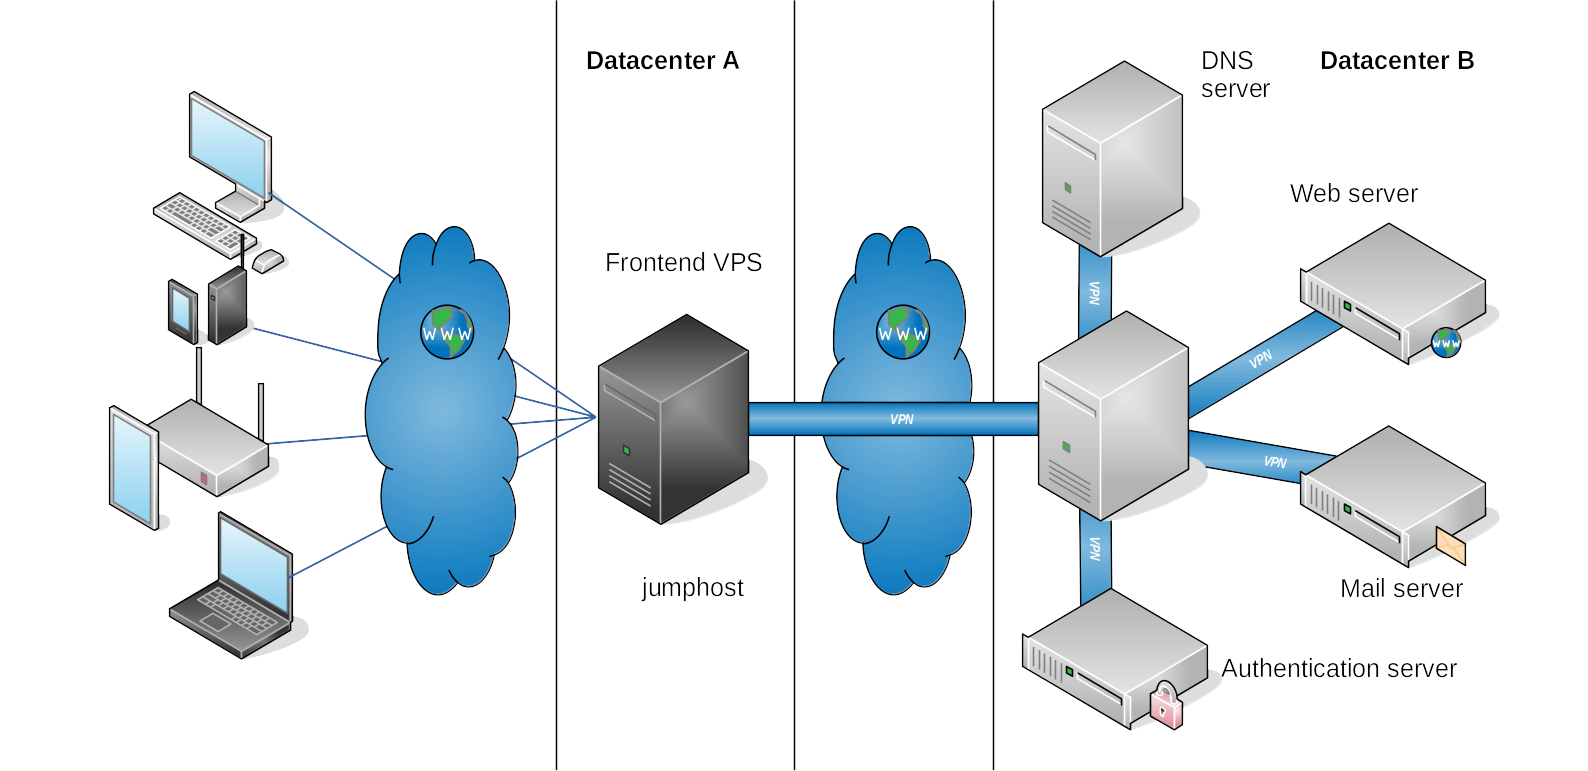 Datacenter A
DNS
server
Datacenter B
Web server
Frontend VPS
VPN
WWW
WWW
WWW
VPN
VPN
VPN
VPN
jumphost
Mail server
Authentication server